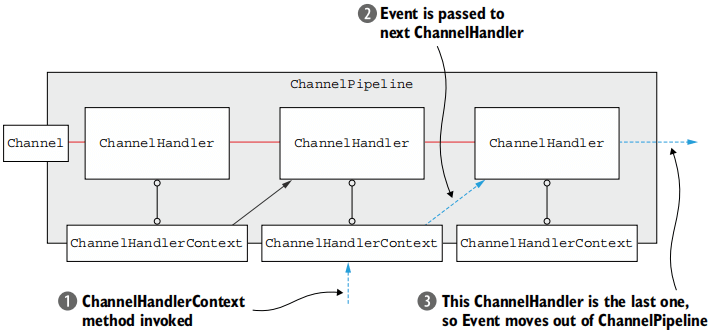 2 Event is passed to
next ChannelHandler
ChannelPipeline
Channel
ChannelHandler
ChannelHandler
ChannelHandler
ChannelHandlerContext
ChannelHandlerContext
ChannelHandlerContext
1 ChannelHandlerContext
method invoked
3 This ChannelHandler is the last one,
so Event moves out of ChannelPipeline